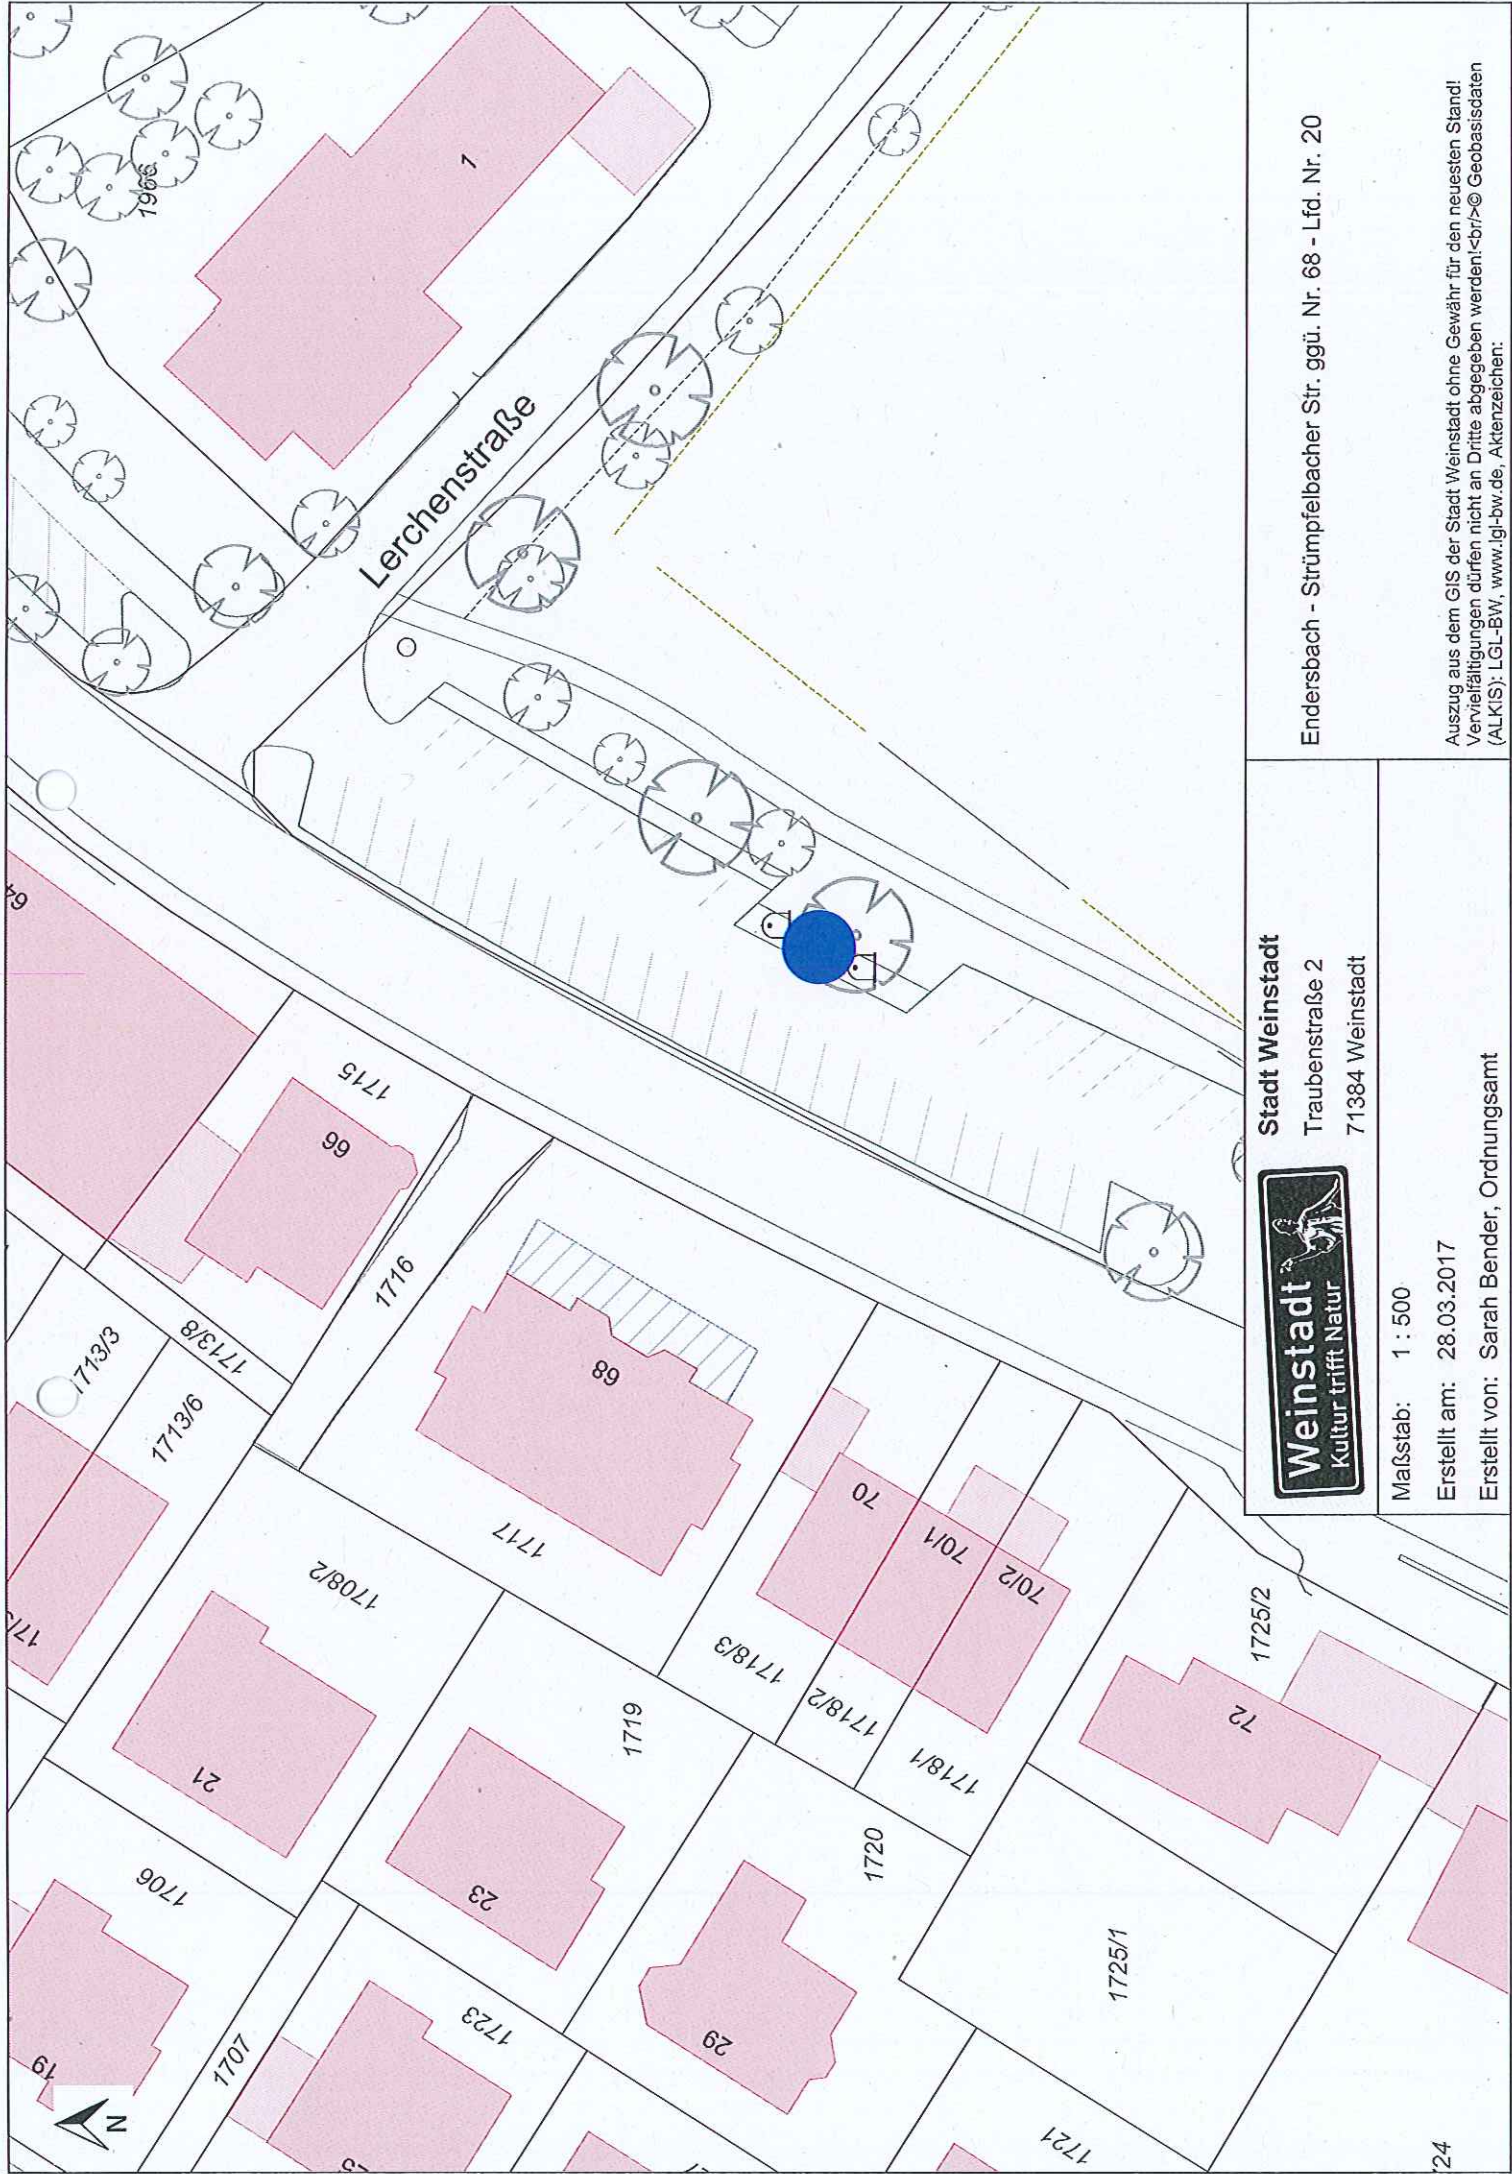 1966
1
Lerchenstraße
64
1715
66
1716
1713/3
1713/8
1713/6
68
1717
1708/2
21
1706
19
1707
N
23
1719
1723
29
1720
70
70/1
70/2
1718/3
1718/2
1718/1
72
1725/2
1725/1
1721
Weinstadt
Kultur trifft Natur
Stadt Weinstadt
Traubenstraße 2
71384 Weinstadt
Maßstab: 1 : 500
Erstellt am: 28.03.2017
Erstellt von: Sarah Bender, Ordnungsamt
Endersbach - Strümpfelbacher Str. ggü. Nr. 68 - Lfd. Nr. 20
Auszug aus dem GIS der Stadt Weinstadt ohne Gewähr für den neuesten Stand!
Vervielfältigungen dürfen nicht an Dritte abgegeben werden!<br/>© Geobasisdaten
(ALKIS): LGL-BW, www.lgl-bw.de, Aktenzeichen: